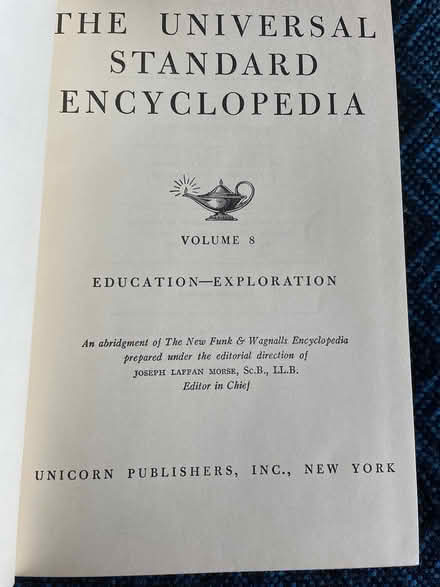 THE UNIVERSAL
STANDARD
ENCYCLOPEDIA
VOLUME 8
EDUCATION—EXPLORATION
An abridgment of The New Funk & Wagnalls Encyclopedia
prepared under the editorial direction of
JOSEPH LAFFAN MORSE, Sc.B., LL.B.
Editor in Chief
UNICORN PUBLISHERS, INC., NEW YORK